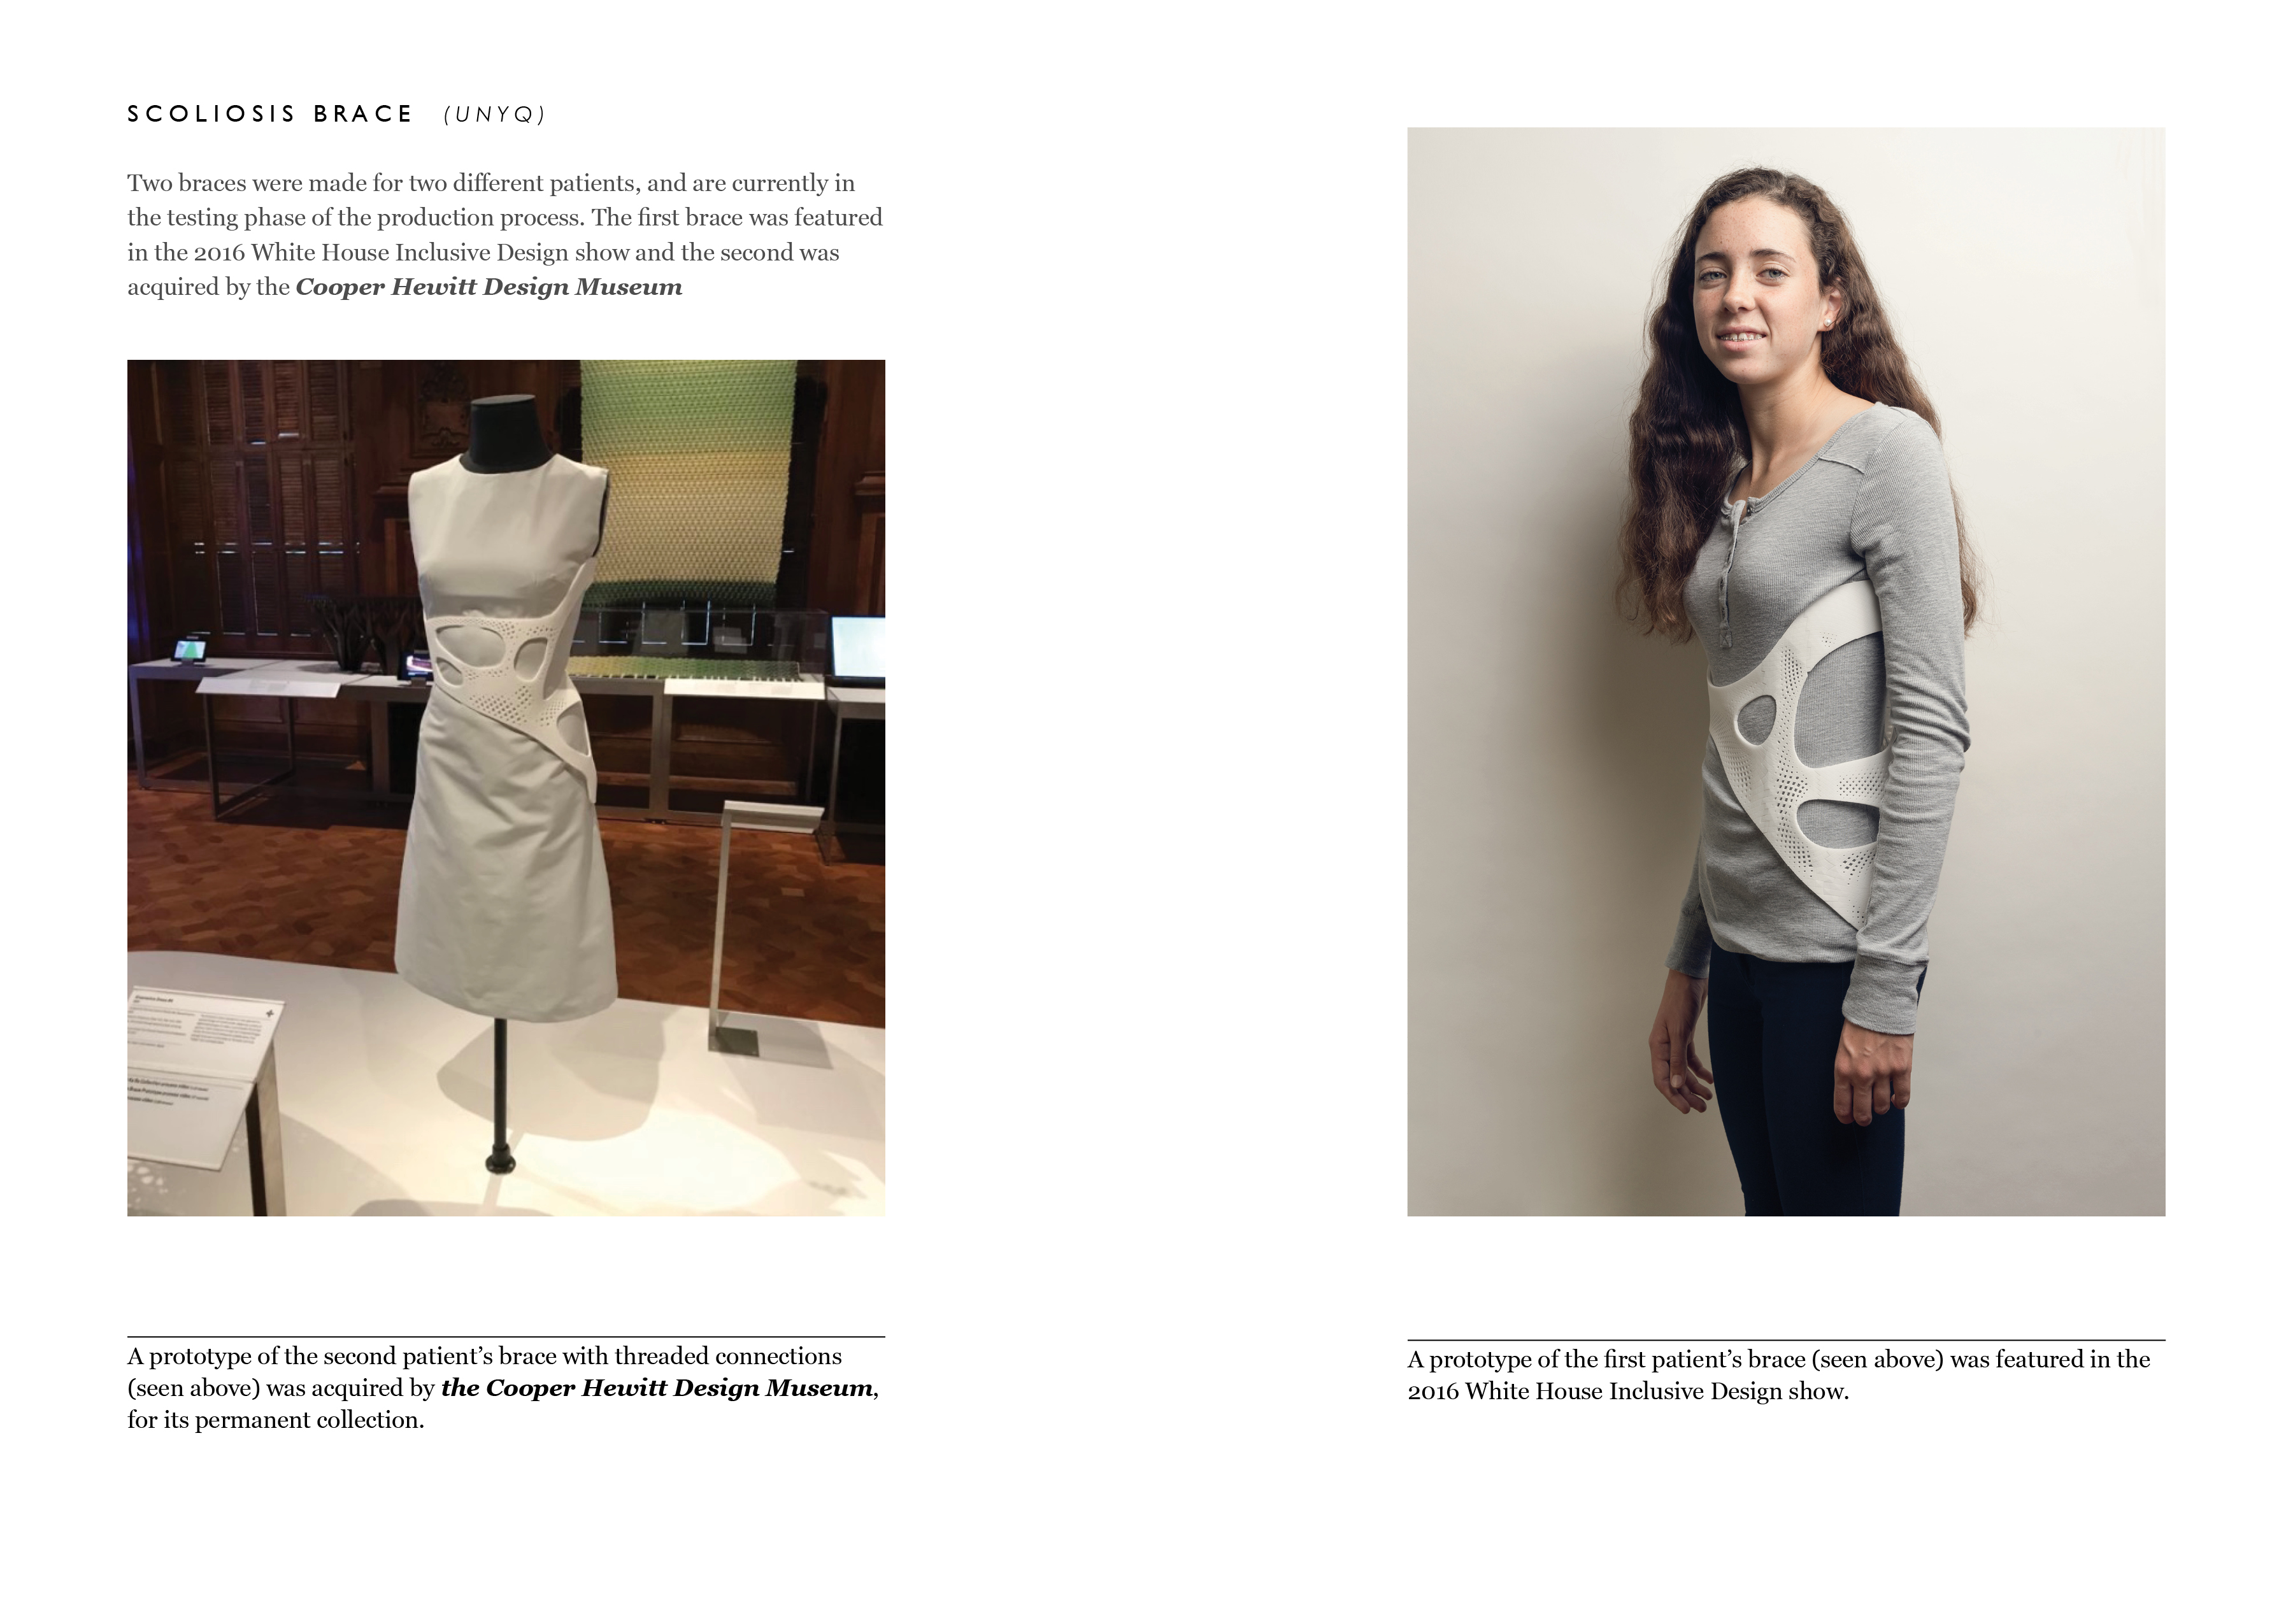 SCOLIOSIS BRACE (UNYQ)
Two braces were made for two different patients, and are currently in
the testing phase of the production process. The first brace was featured
in the 2016 White House Inclusive Design show and the second was
acquired by the Cooper Hewitt Design Museum
A prototype of the second patient’s brace with threaded connections
(seen above) was acquired by the Cooper Hewitt Design Museum,
for its permanent collection.
A prototype of the first patient’s brace (seen above) was featured in the
2016 White House Inclusive Design show.